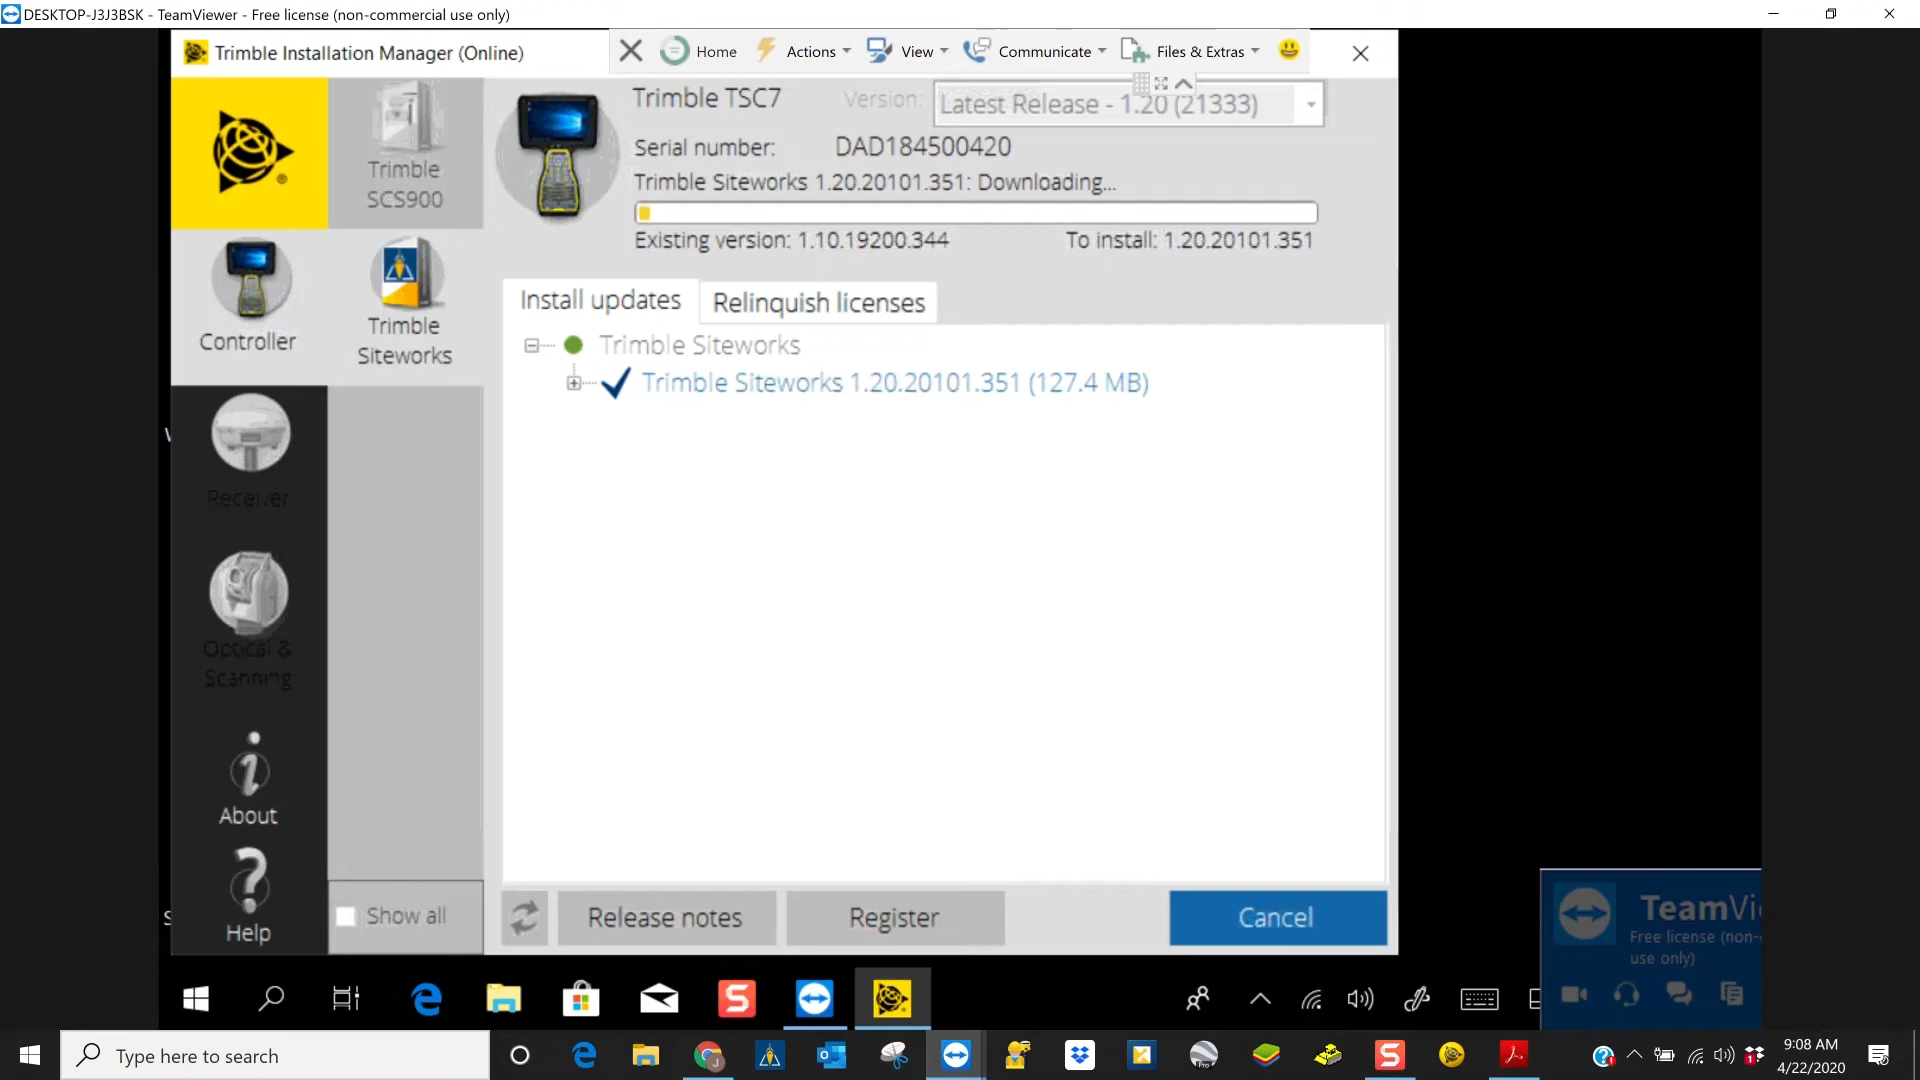 DESKTOP-J3J3BSK - TeamViewer - Free license (non-commercial use only)
Trimble Installation Manager (Online)
Home
Actions
View
Communicate
Files & Extras
Trimble
SCS900
Controller
Trimble
Siteworks
Receiver
Optical &
Scanning
About
Help
Show all
Trimble TSC7
Version:
Latest Release - 1.20 (21333)
Serial number: DAD184500420
Trimble Siteworks 1.20.20101.351: Downloading...
Existing version: 1.10.19200.344
To install: 1.20.20101.351
Install updates
Relinquish licenses
Trimble Siteworks
Trimble Siteworks 1.20.20101.351 (127.4 MB)
Release notes
Register
Cancel
Free license (non-
use only)
Type here to search
9:08 AM
4/22/2020